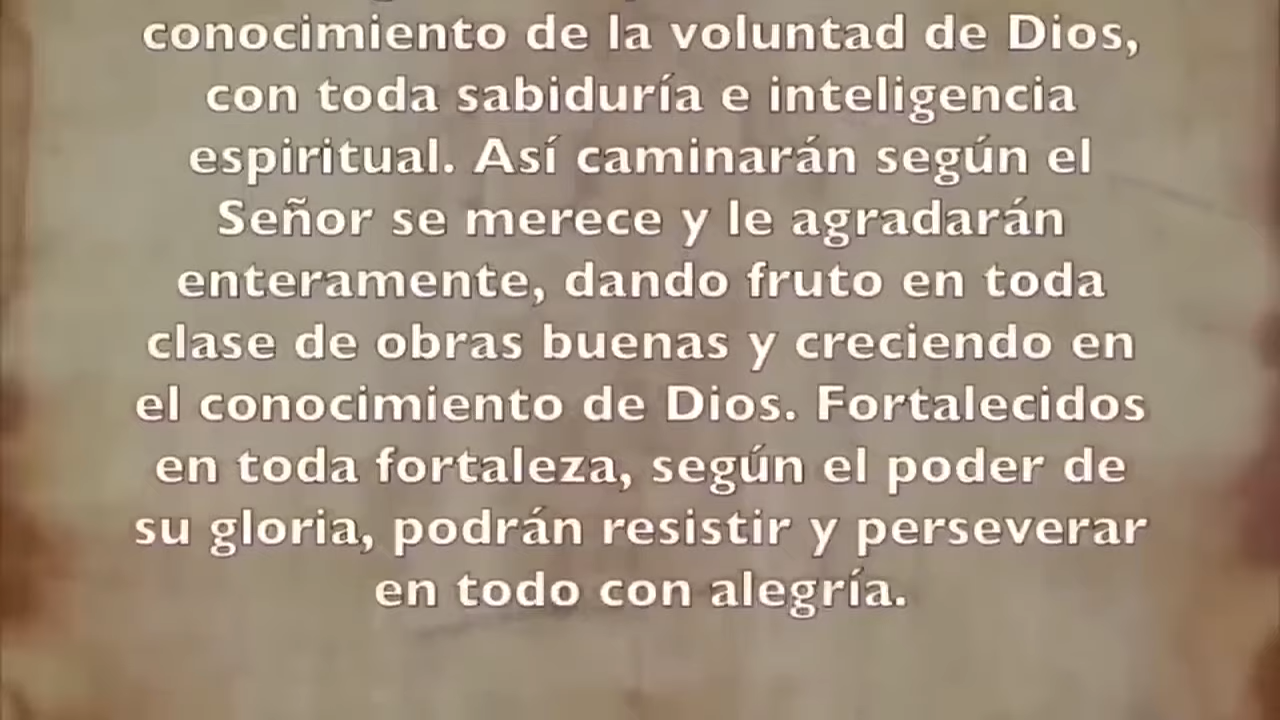 conocimiento de la voluntad de Dios,
con toda sabiduría e inteligencia
espiritual. Así caminarán según el
Señor se merece y le agradarán
enteramente, dando fruto en toda
clase de obras buenas y creciendo en
el conocimiento de Dios. Fortalecidos
en toda fortaleza, según el poder de
su gloria, podrán resistir y perseverar
en todo con alegría.